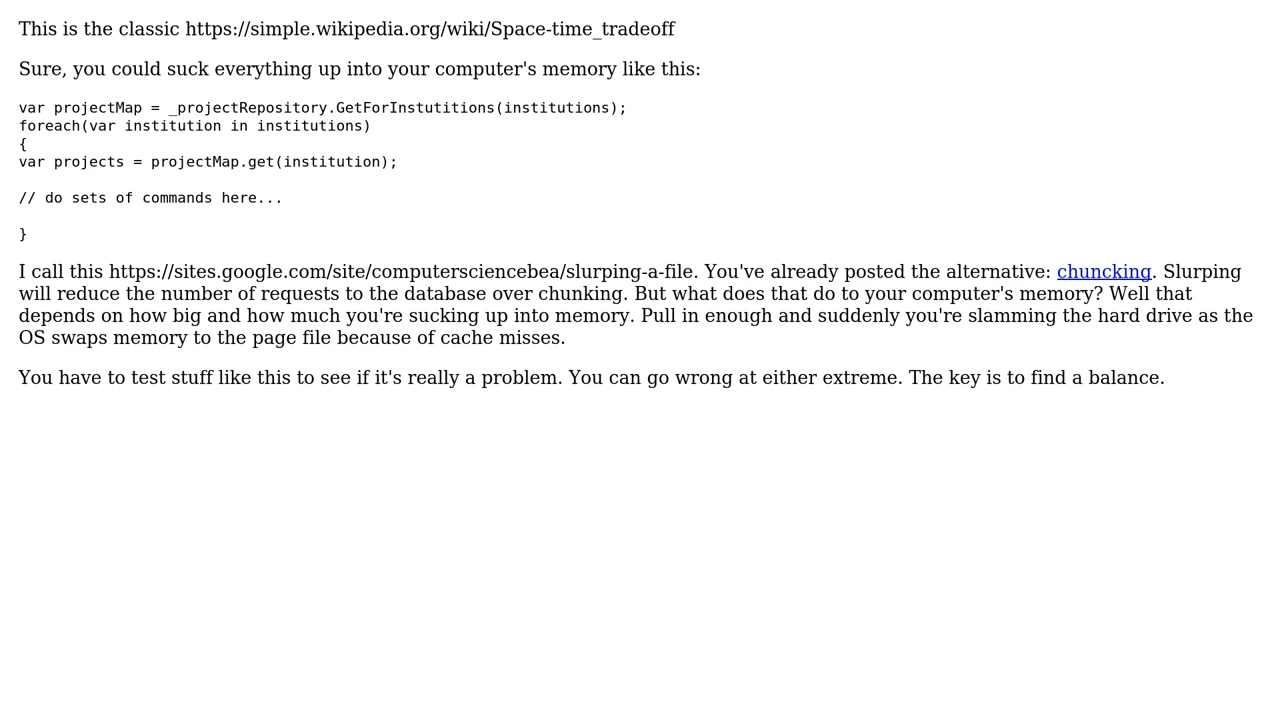 This is the classic https://simple.wikipedia.org/wiki/Space-time_tradeoff
Sure, you could suck everything up into your computer's memory like this:
var projectMap = _projectRepository.GetForInstutitions(institutions);
foreach(var institution in institutions)
{
var projects = projectMap.get(institution);
// do sets of commands here...
}
I call this https://sites.google.com/site/computersciencebea/slurping-a-file. You've already posted the alternative: chuncking. Slurping
will reduce the number of requests to the database over chunking. But what does that do to your computer's memory? Well that
depends on how big and how much you're sucking up into memory. Pull in enough and suddenly you're slamming the hard drive as the
OS swaps memory to the page file because of cache misses.
You have to test stuff like this to see if it's really a problem. You can go wrong at either extreme. The key is to find a balance.